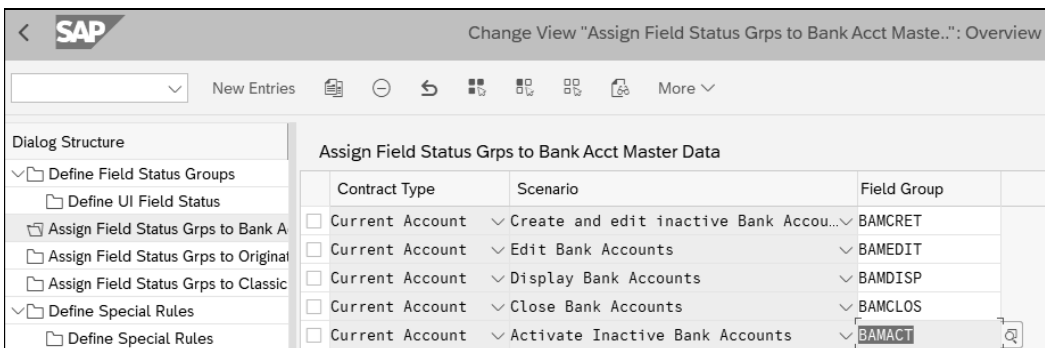 SAP
Change View "Assign Field Status Grps to Bank Acct Maste..": Overview
New Entries More
Dialog Structure
Define Field Status Groups
Define UI Field Status
Assign Field Status Grps to Bank A
Assign Field Status Grps to Originat
Assign Field Status Grps to Classic
Define Special Rules
Define Special Rules
Assign Field Status Grps to Bank Acct Master Data
Contract Type Scenario Field Group
Current Account Create and edit inactive Bank Accou... BAMCRET
Current Account Edit Bank Accounts BAMEDIT
Current Account Display Bank Accounts BAMDISP
Current Account Close Bank Accounts BAMCLOS
Current Account Activate Inactive Bank Accounts BAMACT